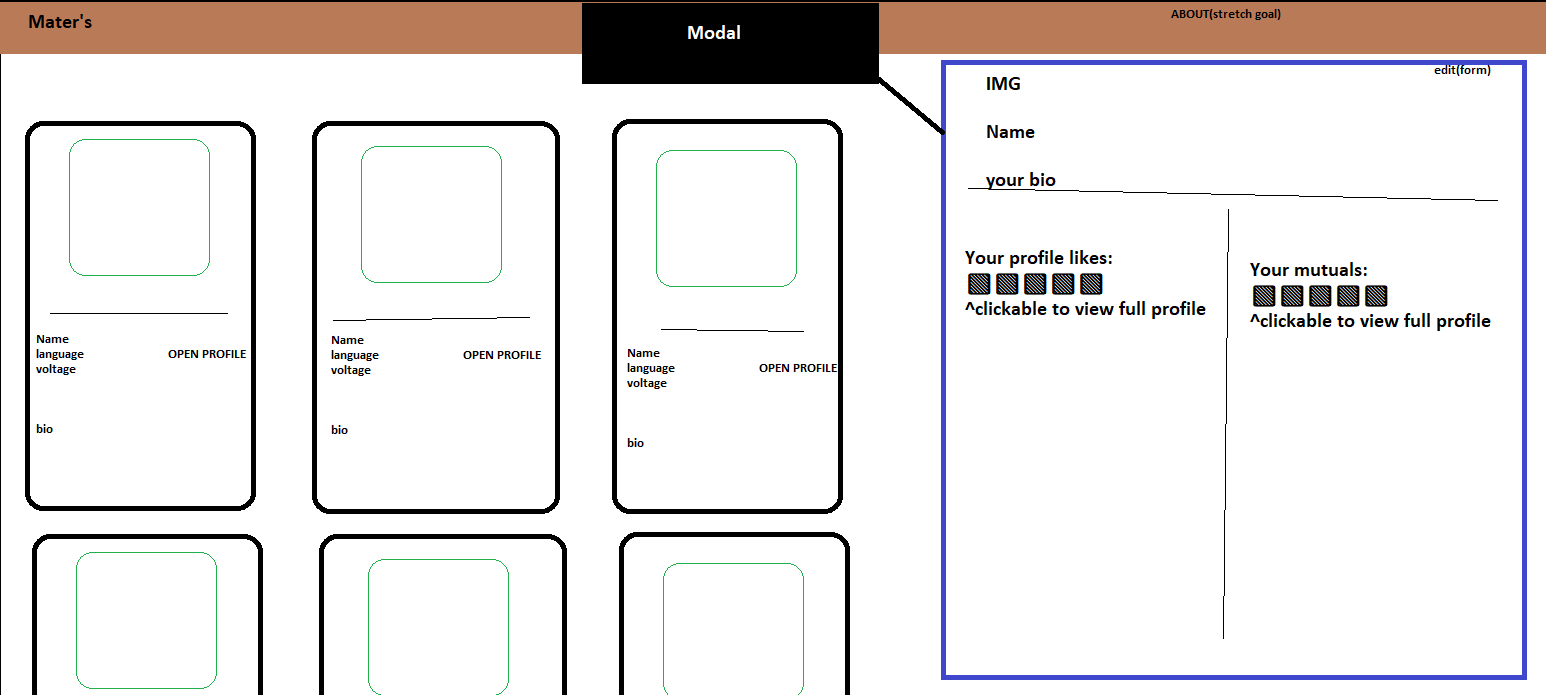 Mater's
Modal
ABOUT(stretch goal)
edit(form)
IMG
Name
your bio
Your profile likes:
^clickable to view full profile
Your mutuals:
^clickable to view full profile
Name
language
voltage
OPEN PROFILE
bio
Name
language
voltage
OPEN PROFILE
bio
Name
language
voltage
OPEN PROFILE
bio